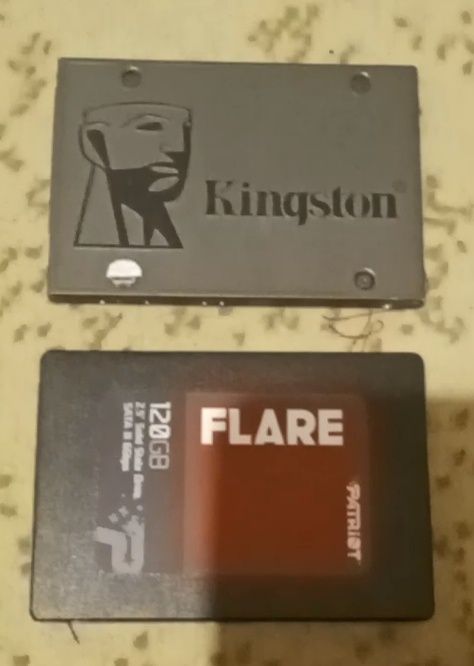 Kingston
FLARE
120GB
2.5" Solid State Drive
SATA III 6Gbps
PATRIOT